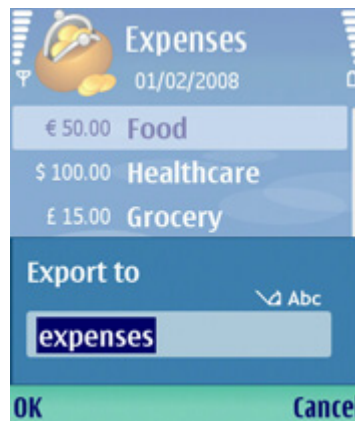 Expenses
01/02/2008
€ 50.00 Food
$ 100.00 Healthcare
£ 15.00 Grocery
Export to
Abc
expenses
OK Cance